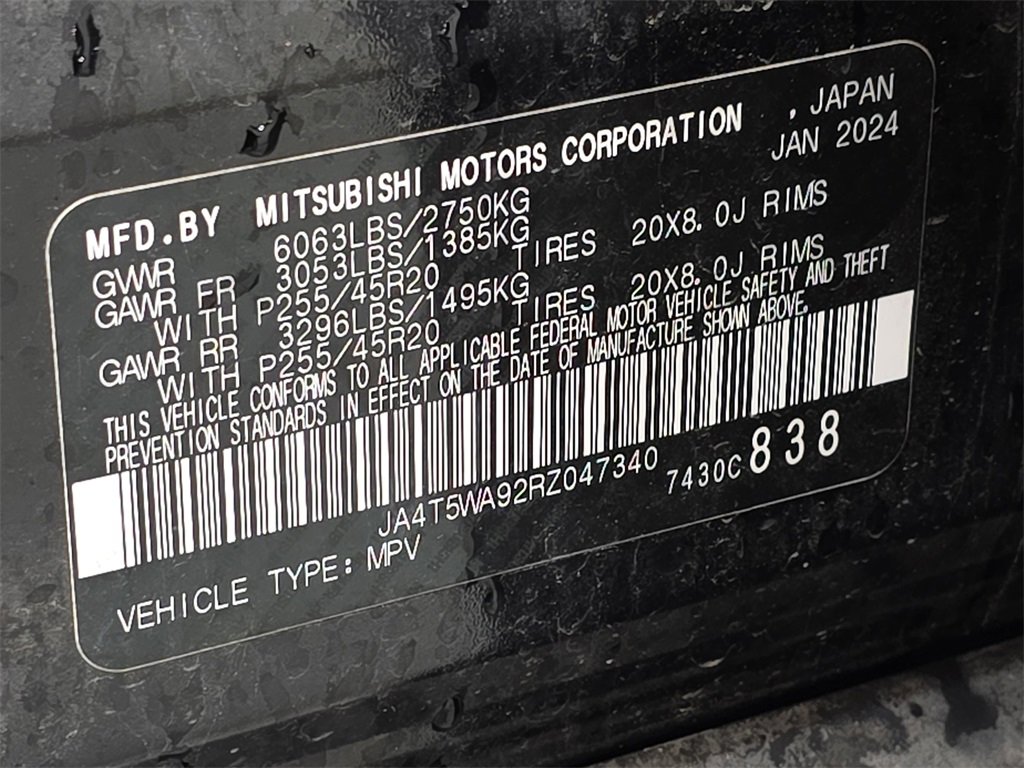 MFD.BY MITSUBISHI MOTORS CORPORATION , JAPAN
JAN 2024
GVWR 6063LBS/2750KG
GAWR FR 3053LBS/1385KG
WITH P255/45R20 TIRES 20X8.0J RIMS
GAWR RR 3296LBS/1495KG
WITH P255/45R20 TIRES 20X8.0J RIMS
THIS VEHICLE CONFORMS TO ALL APPLICABLE FEDERAL MOTOR VEHICLE SAFETY AND THEFT
PREVENTION STANDARDS IN EFFECT ON THE DATE OF MANUFACTURE SHOWN ABOVE.
JA4T5WA92RZ047340 7430C 838
VEHICLE TYPE: MPV